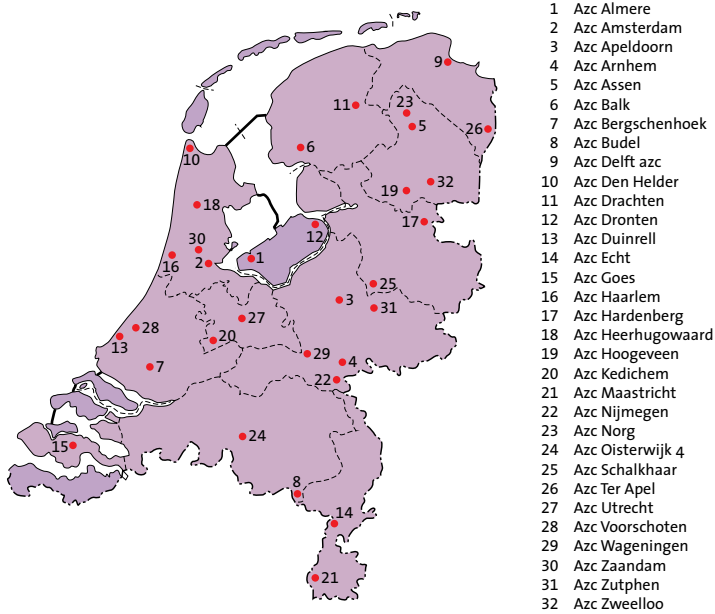 9
11
23
5
26
6
10
32
19
18
17
12
30
16
2
1
25
3
31
27
28
13
20
29
4
7
22
24
15
8
14
21
1 Azc Almere
2 Azc Amsterdam
3 Azc Apeldoorn
4 Azc Arnhem
5 Azc Assen
6 Azc Balk
7 Azc Bergschenhoek
8 Azc Budel
9 Azc Delft azc
10 Azc Den Helder
11 Azc Drachten
12 Azc Dronten
13 Azc Duinrell
14 Azc Echt
15 Azc Goes
16 Azc Haarlem
17 Azc Hardenberg
18 Azc Heerhugowaard
19 Azc Hoogeveen
20 Azc Kedichem
21 Azc Maastricht
22 Azc Nijmegen
23 Azc Norg
24 Azc Oisterwijk 4
25 Azc Schalkhaar
26 Azc Ter Apel
27 Azc Utrecht
28 Azc Voorschoten
29 Azc Wageningen
30 Azc Zaandam
31 Azc Zutphen
32 Azc Zweelloo